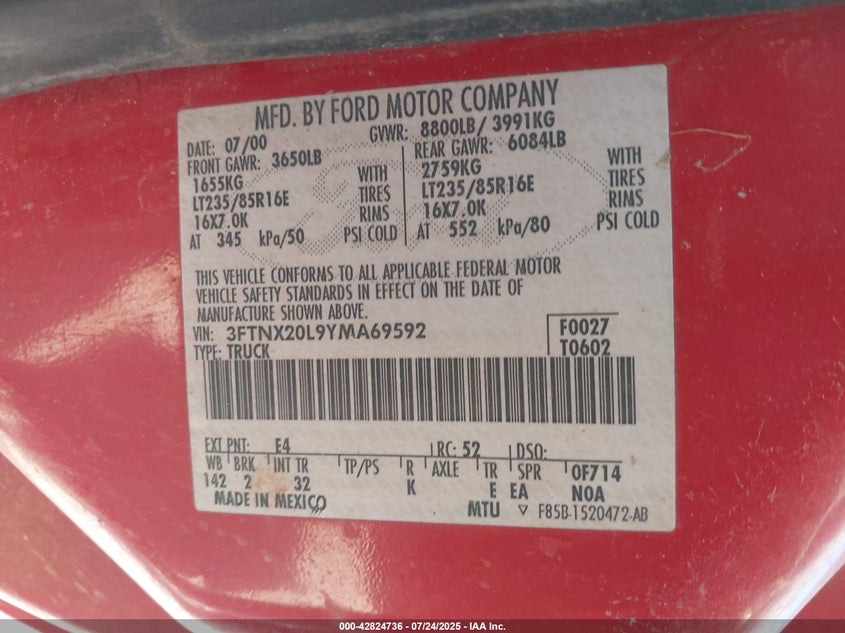 MFD. BY FORD MOTOR COMPANY
DATE: 07/00 GVWR: 8800LB/ 3991KG
FRONT GAWR: 3650LB REAR GAWR: 6084LB
1655KG WITH 2759KG WITH
LT235/85R16E TIRES LT235/85R16E TIRES
16X7.0K RIMS 16X7.0K RIMS
AT 345 kPa/50 PSI COLD AT 552 kPa/80 PSI COLD
THIS VEHICLE CONFORMS TO ALL APPLICABLE FEDERAL MOTOR
VEHICLE SAFETY STANDARDS IN EFFECT ON THE DATE OF
MANUFACTURE SHOWN ABOVE.
VIN: 3FTNX20L9YMA69592 F0027
TYPE: TRUCK T0602
EXT PNT: E4 RC: 52 DSO:
WB BRK INT TR TP/PS R AXLE TR SPR 0F714
142 2 32 K E EA NOA
MADE IN MEXICO MTU F85B-1520472-AB
000-42824736 - 07/24/2025 - IAA Inc.